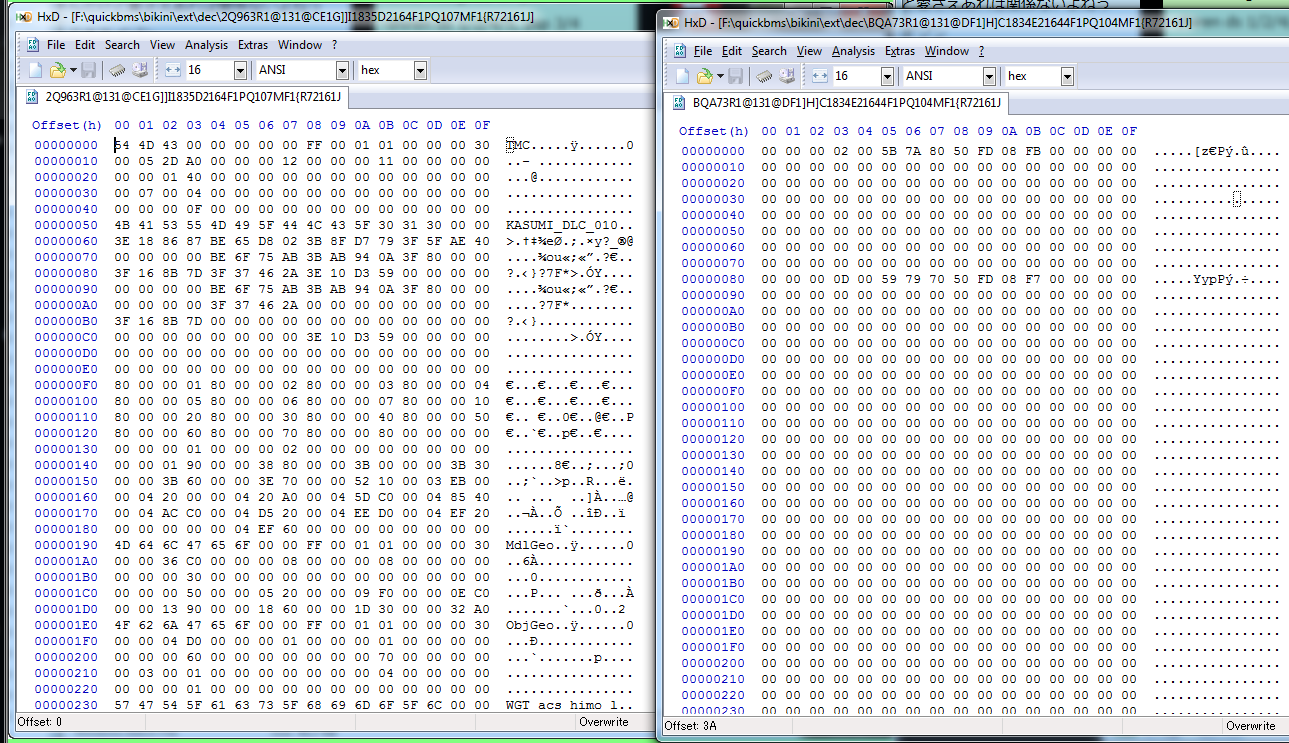 HxD - [F:\quickbms\bikini\ext\dec\2Q963R1@131@CE1G]]I1835D2164F1PQ107MF1{R72161J]
File Edit Search View Analysis Extras Window ?
16 ANSI hex
2Q963R1@131@CE1G]]I1835D2164F1PQ107MF1{R72161J
Offset(h) 00 01 02 03 04 05 06 07 08 09 0A 0B 0C 0D 0E 0F
00000000 54 4D 43 00 00 00 00 00 FF 00 01 01 00 00 00 30 TMC.....ÿ......0
00000010 00 05 2D A0 00 00 00 12 00 00 00 11 00 00 00 00 ..- ............
00000020 00 00 01 40 00 00 00 00 00 00 00 00 00 00 00 00 ...@............
00000030 00 07 00 04 00 00 00 00 00 00 00 00 00 00 00 00 ................
00000040 00 00 00 0F 00 00 00 00 00 00 00 00 00 00 00 00 ................
00000050 4B 41 53 55 4D 49 5F 44 4C 43 5F 30 31 30 00 00 KASUMI_DLC_010..
00000060 3E 18 86 87 BE 65 D8 02 3B 8F D7 79 3F 5F AE 40 >.†‡¾eØ.;.×y?_®@
00000070 00 00 00 00 BE 6F 75 AB 3B AB 94 0A 3F 80 00 00 ....¾ou«;«”.?€..
00000080 3F 16 8B 7D 3F 37 46 2A 3E 10 D3 59 00 00 00 00 ?.‹}?7F*>.ÓY....
00000090 00 00 00 00 BE 6F 75 AB 3B AB 94 0A 3F 80 00 00 ....¾ou«;«”.?€..
000000A0 00 00 00 00 3F 37 46 2A 00 00 00 00 00 00 00 00 ....?7F*........
000000B0 3F 16 8B 7D 00 00 00 00 00 00 00 00 00 00 00 00 ?.‹}............
000000C0 00 00 00 00 00 00 00 00 3E 10 D3 59 00 00 00 00 ........>.ÓY....
000000D0 00 00 00 00 00 00 00 00 00 00 00 00 00 00 00 00 ................
000000E0 00 00 00 00 00 00 00 00 00 00 00 00 00 00 00 00 ................
000000F0 80 00 00 01 80 00 00 02 80 00 00 03 80 00 00 04 €...€...€...€...
00000100 80 00 00 05 80 00 00 06 80 00 00 07 80 00 00 10 €...€...€...€...
00000110 80 00 00 20 80 00 00 30 80 00 00 40 80 00 00 50 €.. €..0€..@€..P
00000120 80 00 00 60 80 00 00 70 80 00 00 80 00 00 00 00 €..`€..p€..€....
00000130 00 00 00 01 00 00 00 02 00 00 00 00 00 00 00 00 ................
00000140 00 00 01 90 00 00 38 80 00 00 3B 00 00 00 3B 30 ......8€..;...;0
00000150 00 00 3B 60 00 00 3E 70 00 00 52 10 00 03 EB 00 ..;`..>p..R...ë.
00000160 00 04 20 00 00 04 20 A0 00 04 5D C0 00 04 85 40 .. ... ..]À..…@
00000170 00 04 AC C0 00 04 D5 20 00 04 EE D0 00 04 EF 20 ..¬À..Õ ..îÐ..ï
00000180 00 00 00 00 00 04 EF 60 00 00 00 00 00 00 00 00 ......ï`........
00000190 4D 64 6C 47 65 6F 00 00 FF 00 01 01 00 00 00 30 MdlGeo..ÿ......0
000001A0 00 00 36 C0 00 00 00 08 00 00 00 08 00 00 00 00 ..6À............
000001B0 00 00 00 30 00 00 00 00 00 00 00 00 00 00 00 00 ...0............
000001C0 00 00 00 50 00 00 05 20 00 00 09 F0 00 00 0E C0 ...P... ...ð...À
000001D0 00 00 13 90 00 00 18 60 00 00 1D 30 00 00 32 A0 .......`...0..2
000001E0 4F 62 6A 47 65 6F 00 00 FF 00 01 01 00 00 00 30 ObjGeo..ÿ......0
000001F0 00 00 04 D0 00 00 00 01 00 00 00 01 00 00 00 00 ...Ð............
00000200 00 00 00 60 00 00 00 00 00 00 00 70 00 00 00 00 ...`.......p....
00000210 00 03 00 01 00 00 00 00 00 00 00 04 00 00 00 00 ................
00000220 00 00 00 01 00 00 00 00 00 00 00 00 00 00 00 00 ................
00000230 57 47 54 5F 61 63 73 5F 68 69 6D 6F 5F 6C 00 00 WGT_acs_himo_l..
Offset: 0 Overwrite
HxD - [F:\quickbms\bikini\ext\dec\BQA73R1@131@DF1]H]C1834E21644F1PQ104MF1{R72161J]
File Edit Search View Analysis Extras Window ?
16 ANSI hex
BQA73R1@131@DF1]H]C1834E21644F1PQ104MF1{R72161J
Offset(h) 00 01 02 03 04 05 06 07 08 09 0A 0B 0C 0D 0E 0F
00000000 00 00 00 02 00 5B 7A 80 50 FD 08 FB 00 00 00 00 .....[z€Pý.û....
00000010 00 00 00 00 00 00 00 00 00 00 00 00 00 00 00 00 ................
00000020 00 00 00 00 00 00 00 00 00 00 00 00 00 00 00 00 ................
00000030 00 00 00 00 00 00 00 00 00 00 00 00 00 00 00 00 ................
00000040 00 00 00 00 00 00 00 00 00 00 00 00 00 00 00 00 ................
00000050 00 00 00 00 00 00 00 00 00 00 00 00 00 00 00 00 ................
00000060 00 00 00 00 00 00 00 00 00 00 00 00 00 00 00 00 ................
00000070 00 00 00 00 00 00 00 00 00 00 00 00 00 00 00 00 ................
00000080 00 00 00 0D 00 59 79 70 50 FD 08 F7 00 00 00 00 .....YypPý.÷....
00000090 00 00 00 00 00 00 00 00 00 00 00 00 00 00 00 00 ................
000000A0 00 00 00 00 00 00 00 00 00 00 00 00 00 00 00 00 ................
000000B0 00 00 00 00 00 00 00 00 00 00 00 00 00 00 00 00 ................
000000C0 00 00 00 00 00 00 00 00 00 00 00 00 00 00 00 00 ................
000000D0 00 00 00 00 00 00 00 00 00 00 00 00 00 00 00 00 ................
000000E0 00 00 00 00 00 00 00 00 00 00 00 00 00 00 00 00 ................
000000F0 00 00 00 00 00 00 00 00 00 00 00 00 00 00 00 00 ................
00000100 00 00 00 00 00 00 00 00 00 00 00 00 00 00 00 00 ................
00000110 00 00 00 00 00 00 00 00 00 00 00 00 00 00 00 00 ................
00000120 00 00 00 00 00 00 00 00 00 00 00 00 00 00 00 00 ................
00000130 00 00 00 00 00 00 00 00 00 00 00 00 00 00 00 00 ................
00000140 00 00 00 00 00 00 00 00 00 00 00 00 00 00 00 00 ................
00000150 00 00 00 00 00 00 00 00 00 00 00 00 00 00 00 00 ................
00000160 00 00 00 00 00 00 00 00 00 00 00 00 00 00 00 00 ................
00000170 00 00 00 00 00 00 00 00 00 00 00 00 00 00 00 00 ................
00000180 00 00 00 00 00 00 00 00 00 00 00 00 00 00 00 00 ................
00000190 00 00 00 00 00 00 00 00 00 00 00 00 00 00 00 00 ................
000001A0 00 00 00 00 00 00 00 00 00 00 00 00 00 00 00 00 ................
000001B0 00 00 00 00 00 00 00 00 00 00 00 00 00 00 00 00 ................
000001C0 00 00 00 00 00 00 00 00 00 00 00 00 00 00 00 00 ................
000001D0 00 00 00 00 00 00 00 00 00 00 00 00 00 00 00 00 ................
000001E0 00 00 00 00 00 00 00 00 00 00 00 00 00 00 00 00 ................
000001F0 00 00 00 00 00 00 00 00 00 00 00 00 00 00 00 00 ................
00000200 00 00 00 00 00 00 00 00 00 00 00 00 00 00 00 00 ................
00000210 00 00 00 00 00 00 00 00 00 00 00 00 00 00 00 00 ................
00000220 00 00 00 00 00 00 00 00 00 00 00 00 00 00 00 00 ................
00000230 00 00 00 00 00 00 00 00 00 00 00 00 00 00 00 00 ................
Offset: 3A Overwrite